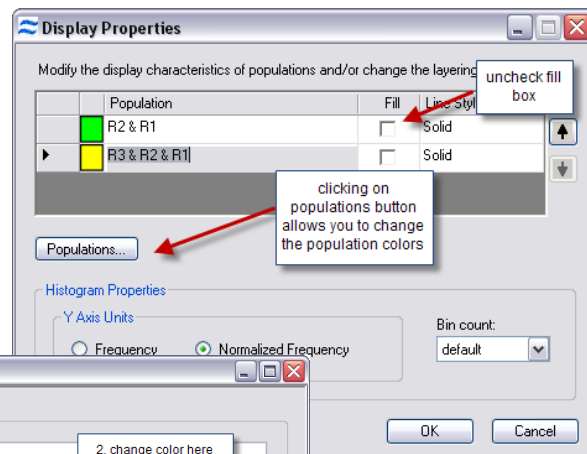 Display Properties
Modify the display characteristics of populations and/or change the layering
uncheck fill
box
Population Fill Line Styl
R2 & R1 Solid
R3 & R2 & R1 Solid
clicking on
populations button
allows you to change
the population colors
Populations...
Histogram Properties
Y Axis Units
Frequency Normalized Frequency
Bin count:
default
2. change color here
OK Cancel